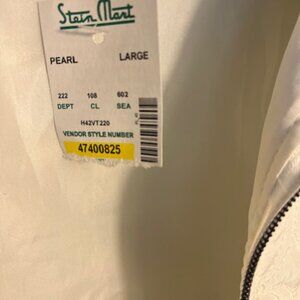 Stein Mart
PEARL LARGE
222 108 602
DEPT CL SEA
H42VT220
VENDOR STYLE NUMBER
47400825